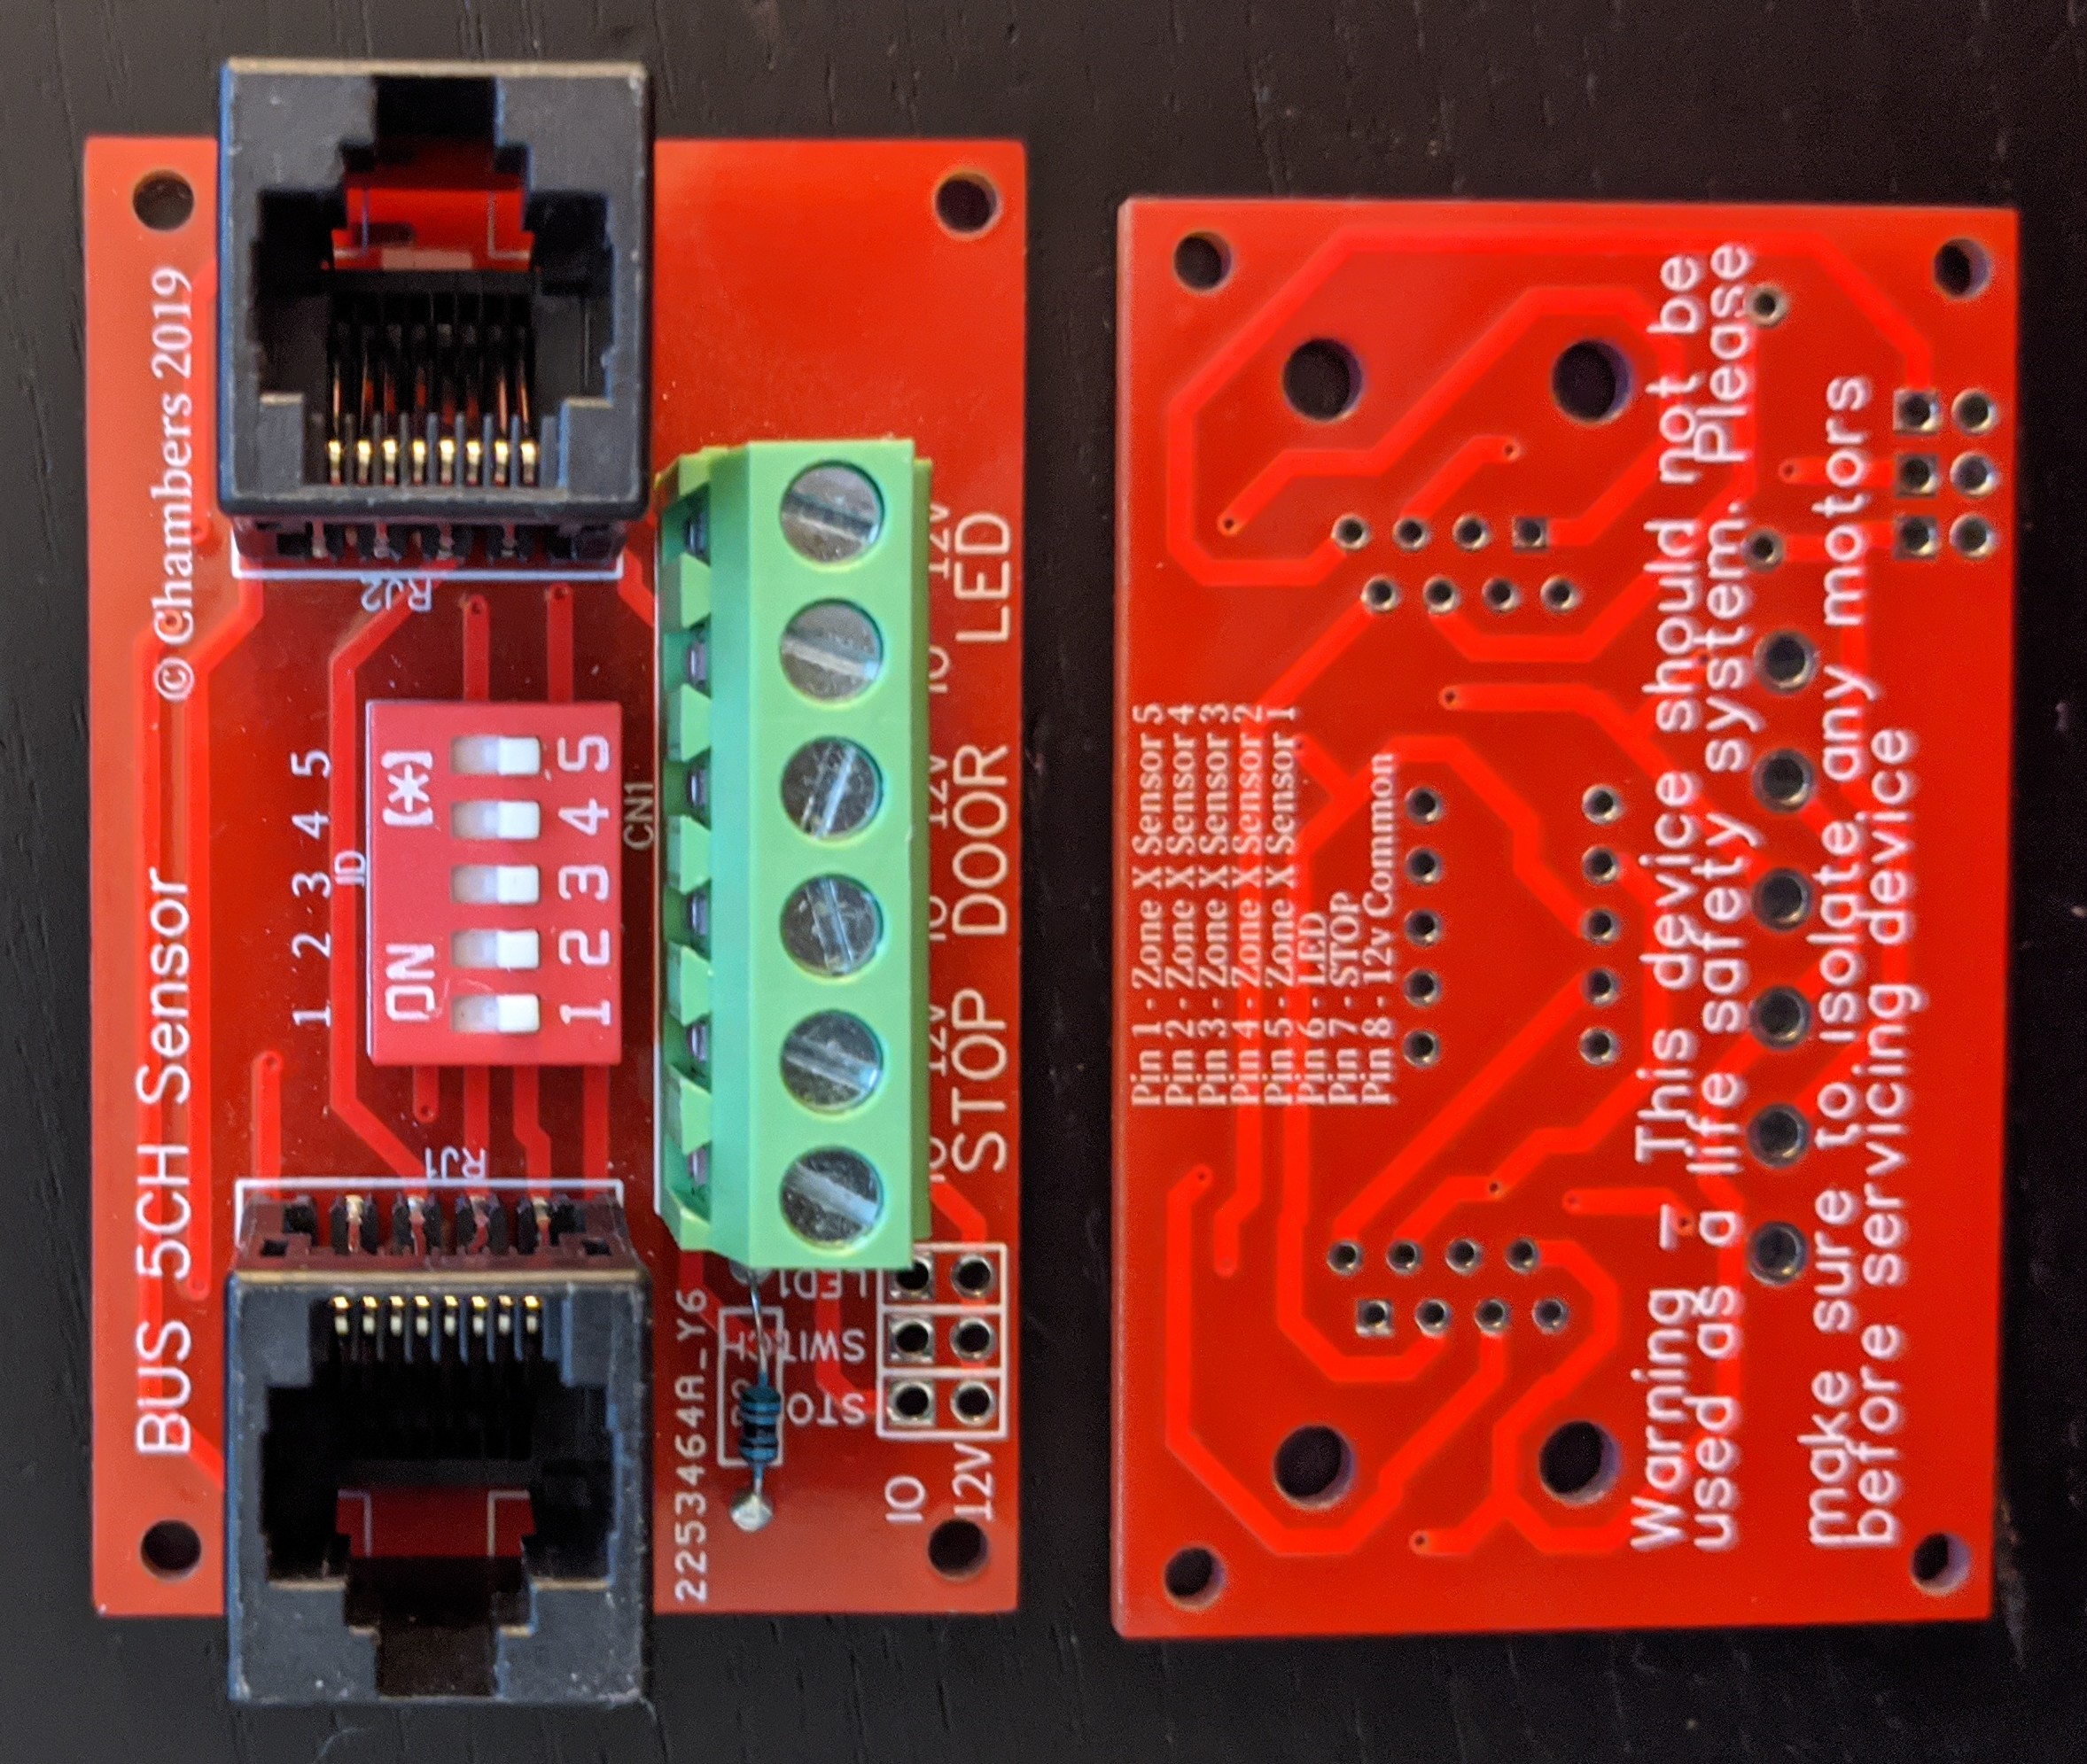 BUS 5CH Sensor
© Chambers 2019
1 2 3 4 5
ID
ON [*]
RJ1
RJ2
1 2 3 4 5
CN1
2253464A_Y6
SWITCH
LED1
IO
12V
IO 12V IO 12V IO 12V
STOP DOOR LED
Pin 1 - Zone X Sensor 5
Pin 2 - Zone X Sensor 4
Pin 3 - Zone X Sensor 3
Pin 4 - Zone X Sensor 2
Pin 5 - Zone X Sensor 1
Pin 6 - LED
Pin 7 - STOP
Pin 8 - 12v Common
Warning - This device should not be
used as a life safety system. Please
make sure to isolate any motors
before servicing device